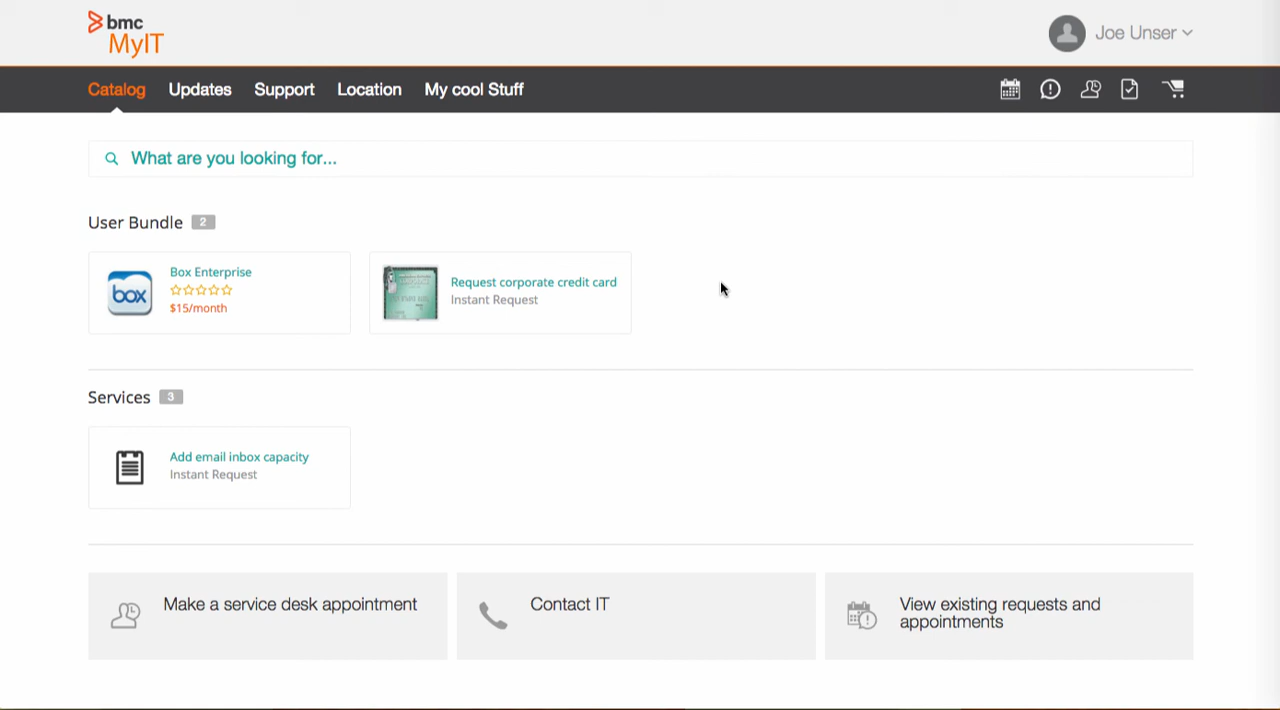 bmc
MyIT
Joe Unser
Catalog Updates Support Location My cool Stuff
What are you looking for...
User Bundle 2
box
Box Enterprise
$15/month
Request corporate credit card
Instant Request
Services 3
Add email inbox capacity
Instant Request
Make a service desk appointment
Contact IT
View existing requests and
appointments